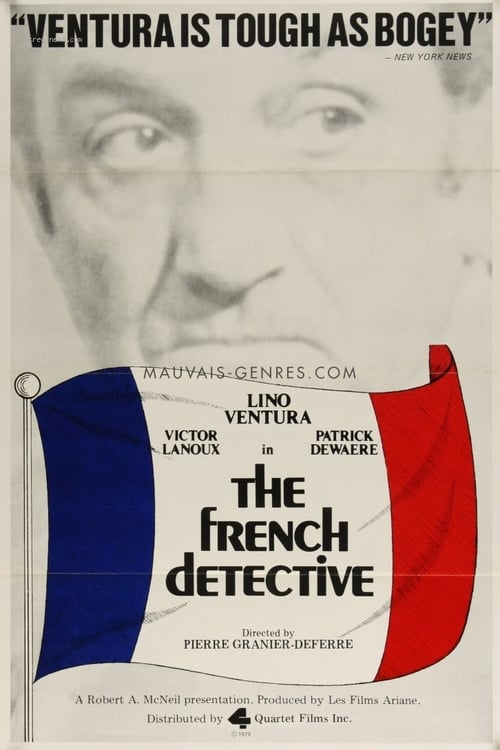 "VENTURA IS TOUGH AS BOGEY"
– NEW YORK NEWS
MAUVAIS-GENRES.COM
LINO
VENTURA
VICTOR
LANOUX
in
PATRICK
DEWAERE
THE
FRENCH
DETECTIVE
Directed by
PIERRE GRANIER-DEFERRE
A Robert A. McNeil presentation. Produced by Les Films Ariane.
Distributed by 4 Quartet Films Inc.
© 1979